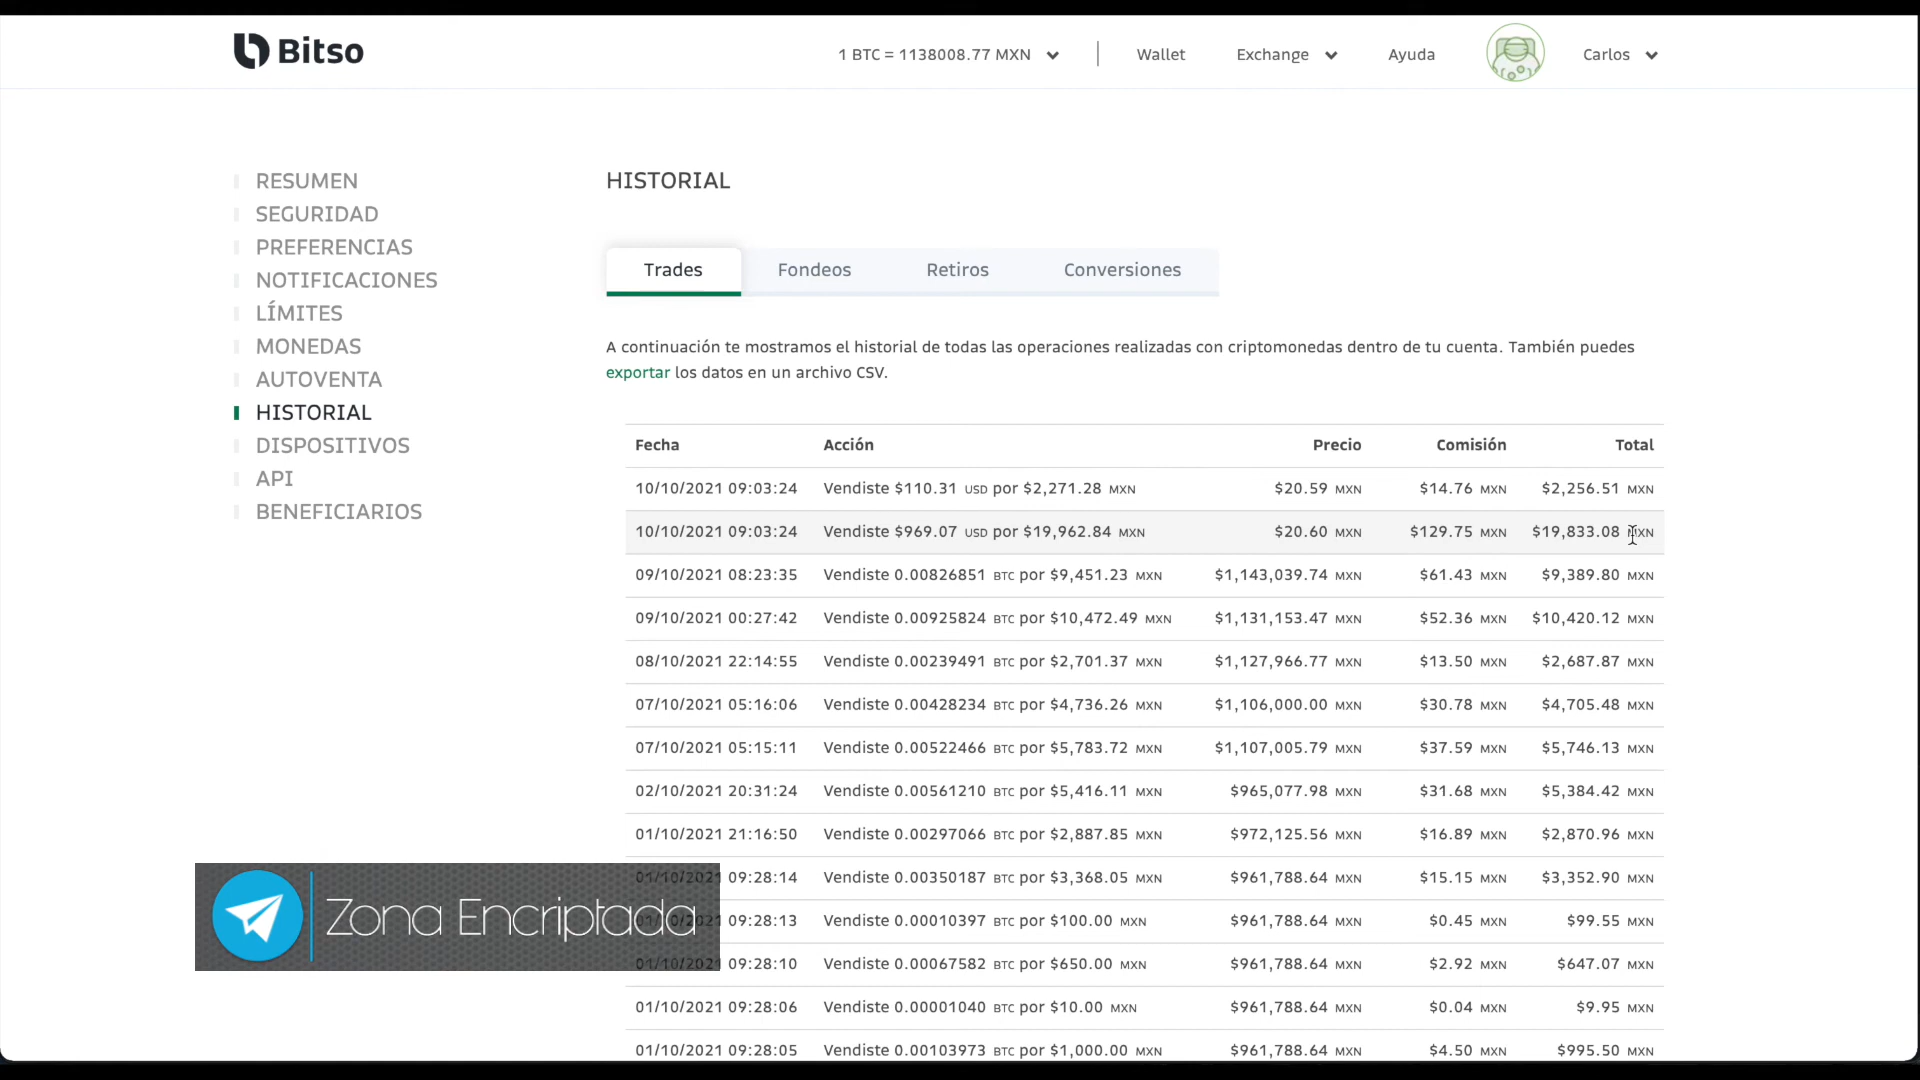 Bitso
1 BTC = 1138008.77 MXN
Wallet
Exchange
Ayuda
Carlos
RESUMEN
SEGURIDAD
PREFERENCIAS
NOTIFICACIONES
LÍMITES
MONEDAS
AUTOVENTA
HISTORIAL
DISPOSITIVOS
API
BENEFICIARIOS
HISTORIAL
Trades Fondeos Retiros Conversiones
A continuación te mostramos el historial de todas las operaciones realizadas con criptomonedas dentro de tu cuenta. También puedes
exportar los datos en un archivo CSV.
Fecha Acción Precio Comisión Total
10/10/2021 09:03:24 Vendiste $110.31 USD por $2,271.28 MXN $20.59 MXN $14.76 MXN $2,256.51 MXN
10/10/2021 09:03:24 Vendiste $969.07 USD por $19,962.84 MXN $20.60 MXN $129.75 MXN $19,833.08 MXN
09/10/2021 08:23:35 Vendiste 0.00826851 BTC por $9,451.23 MXN $1,143,039.74 MXN $61.43 MXN $9,389.80 MXN
09/10/2021 00:27:42 Vendiste 0.00925824 BTC por $10,472.49 MXN $1,131,153.47 MXN $52.36 MXN $10,420.12 MXN
08/10/2021 22:14:55 Vendiste 0.00239491 BTC por $2,701.37 MXN $1,127,966.77 MXN $13.50 MXN $2,687.87 MXN
07/10/2021 05:16:06 Vendiste 0.00428234 BTC por $4,736.26 MXN $1,106,000.00 MXN $30.78 MXN $4,705.48 MXN
07/10/2021 05:15:11 Vendiste 0.00522466 BTC por $5,783.72 MXN $1,107,005.79 MXN $37.59 MXN $5,746.13 MXN
02/10/2021 20:31:24 Vendiste 0.00561210 BTC por $5,416.11 MXN $965,077.98 MXN $31.68 MXN $5,384.42 MXN
01/10/2021 21:16:50 Vendiste 0.00297066 BTC por $2,887.85 MXN $972,125.56 MXN $16.89 MXN $2,870.96 MXN
01/10/2021 09:28:14 Vendiste 0.00350187 BTC por $3,368.05 MXN $961,788.64 MXN $15.15 MXN $3,352.90 MXN
01/10/2021 09:28:13 Vendiste 0.00010397 BTC por $100.00 MXN $961,788.64 MXN $0.45 MXN $99.55 MXN
01/10/2021 09:28:10 Vendiste 0.00067582 BTC por $650.00 MXN $961,788.64 MXN $2.92 MXN $647.07 MXN
01/10/2021 09:28:06 Vendiste 0.00001040 BTC por $10.00 MXN $961,788.64 MXN $0.04 MXN $9.95 MXN
01/10/2021 09:28:05 Vendiste 0.00103973 BTC por $1,000.00 MXN $961,788.64 MXN $4.50 MXN $995.50 MXN
Zona Encriptada